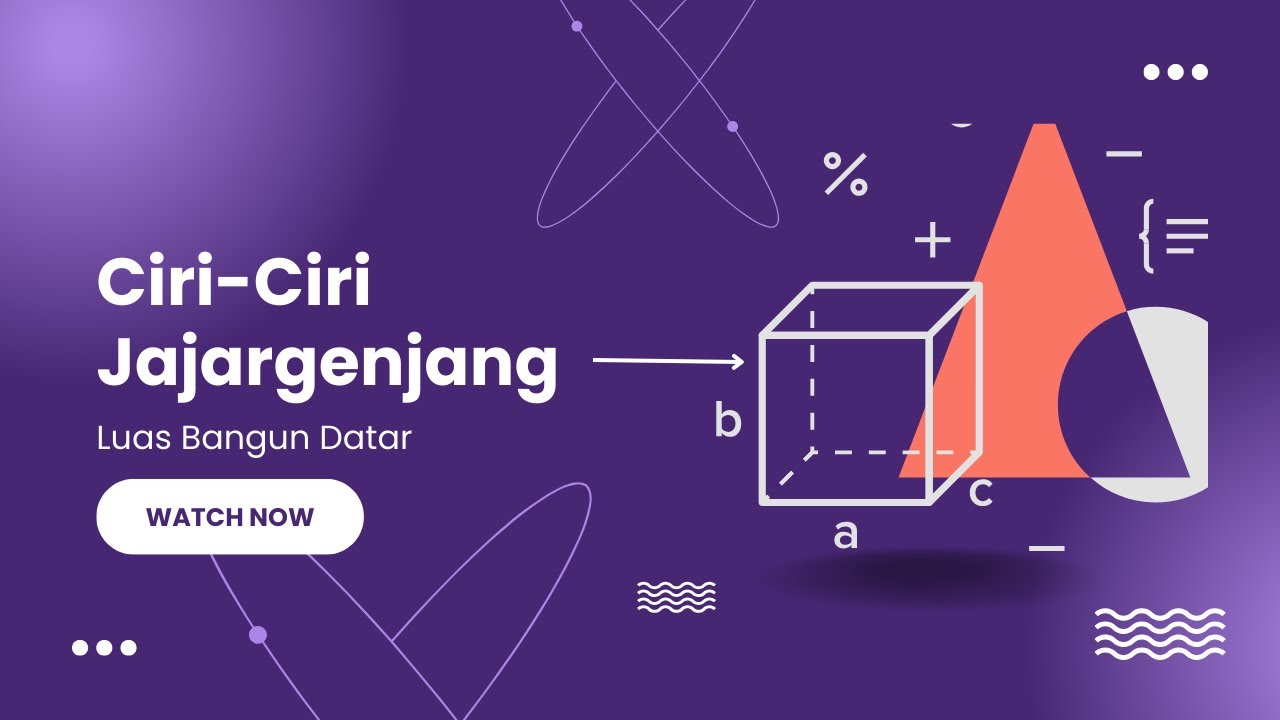 Ciri-Ciri
Jajargenjang
Luas Bangun Datar
WATCH NOW
%
+
b
c
a